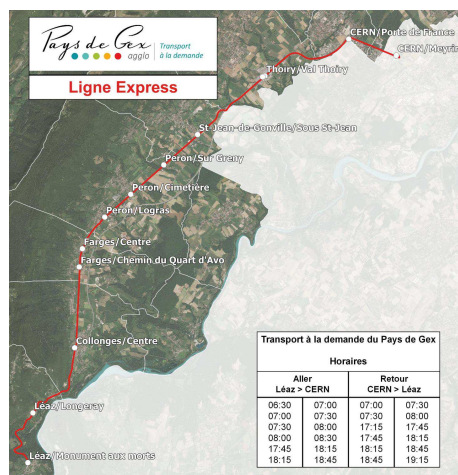 Pays de Gex
agglo
Transport
à la demande
Ligne Express
CERN/Porte de France
CERN/Meyrin
Thoiry/Val Thoiry
St-Jean-de-Gonville/Sous St-Jean
Peron/Sur Greny
Peron/Cimetière
Peron/Logras
Farges/Centre
Farges/Chemin du Quart d'Avo
Collonges/Centre
Léaz/Longeray
Léaz/Monument aux morts
Transport à la demande du Pays de Gex
Horaires
Aller Retour
Léaz > CERN CERN > Léaz
06:30 07:00 07:00 07:30
07:00 07:30 07:30 08:00
07:30 08:00 17:15 17:45
08:00 08:30 17:45 18:15
17:45 18:15 18:15 18:45
18:15 18:45 18:45 19:15